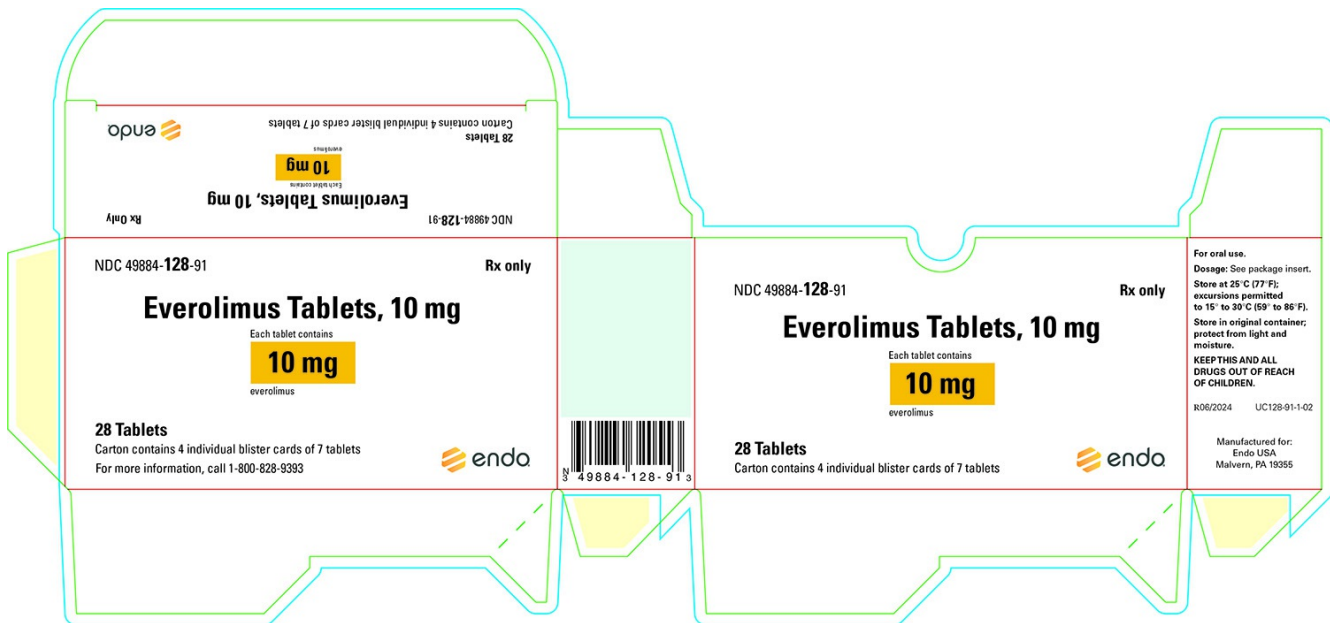 NDC 49884-128-91
Rx Only
Everolimus Tablets, 10 mg
Each tablet contains
10 mg
everolimus
28 Tablets
Carton contains 4 individual blister cards of 7 tablets
endo
NDC 49884-128-91
Rx only
Everolimus Tablets, 10 mg
Each tablet contains
10 mg
everolimus
28 Tablets
Carton contains 4 individual blister cards of 7 tablets
For more information, call 1-800-828-9393
endo
N
3 49884-128-91 3
NDC 49884-128-91
Rx only
Everolimus Tablets, 10 mg
Each tablet contains
10 mg
everolimus
28 Tablets
Carton contains 4 individual blister cards of 7 tablets
endo
For oral use.
Dosage: See package insert.
Store at 25°C (77°F);
excursions permitted
to 15° to 30°C (59° to 86°F).
Store in original container;
protect from light and
moisture.
KEEP THIS AND ALL
DRUGS OUT OF REACH
OF CHILDREN.
R06/2024 UC128-91-1-02
Manufactured for:
Endo USA
Malvern, PA 19355